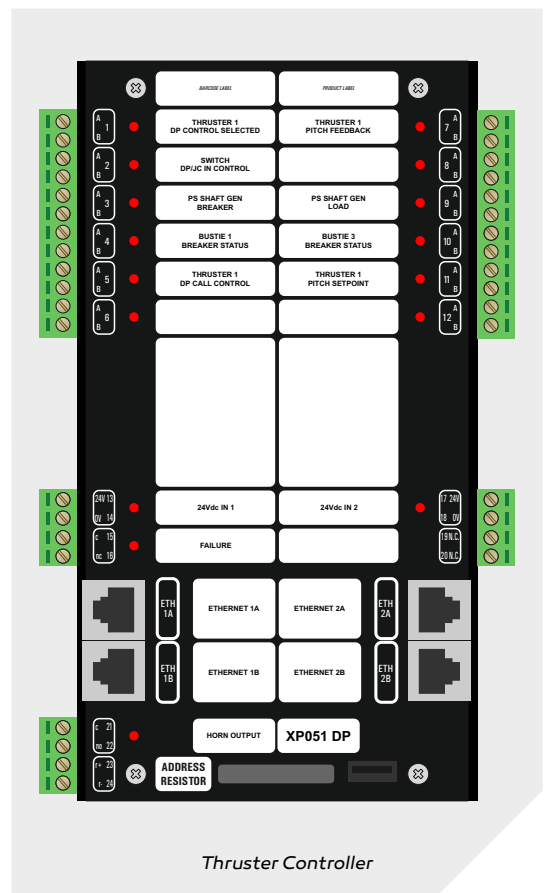 BARCODE LABEL
PRODUCT LABEL
A
1
B
THRUSTER 1
DP CONTROL SELECTED
THRUSTER 1
PITCH FEEDBACK
A
7
B
A
2
B
SWITCH
DP/JC IN CONTROL
A
8
B
A
3
B
PS SHAFT GEN
BREAKER
PS SHAFT GEN
LOAD
A
9
B
A
4
B
BUSTIE 1
BREAKER STATUS
BUSTIE 3
BREAKER STATUS
A
10
B
A
5
B
THRUSTER 1
DP CALL CONTROL
THRUSTER 1
PITCH SETPOINT
A
11
B
A
6
B
A
12
B
24V 13
0V 14
24Vdc IN 1
24Vdc IN 2
17 24V
18 0V
c 15
nc 16
FAILURE
19 N.C.
20 N.C.
ETH
1A
ETHERNET 1A
ETHERNET 2A
ETH
2A
ETH
1B
ETHERNET 1B
ETHERNET 2B
ETH
2B
c 21
no 22
HORN OUTPUT
XP051 DP
r+ 23
r- 24
ADDRESS
RESISTOR
Thruster Controller